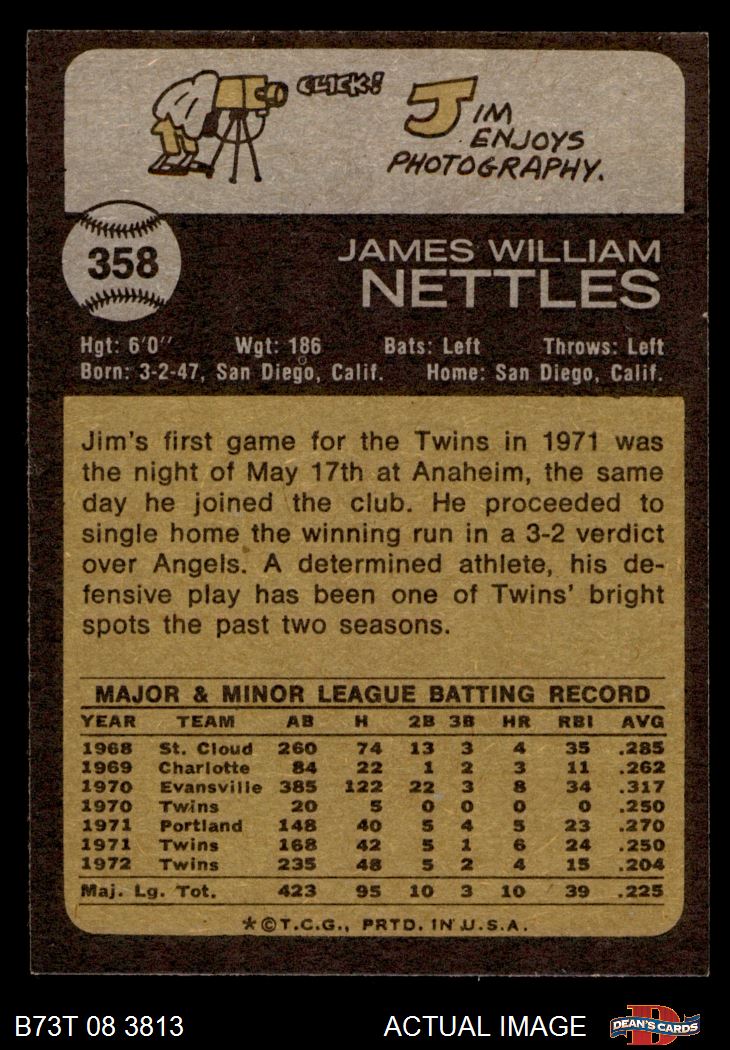 CLICK!
JIM
ENJOYS
PHOTOGRAPHY.
358
JAMES WILLIAM
NETTLES
Hgt: 6'0" Wgt: 186 Bats: Left Throws: Left
Born: 3-2-47, San Diego, Calif. Home: San Diego, Calif.
Jim's first game for the Twins in 1971 was
the night of May 17th at Anaheim, the same
day he joined the club. He proceeded to
single home the winning run in a 3-2 verdict
over Angels. A determined athlete, his de-
fensive play has been one of Twins' bright
spots the past two seasons.
MAJOR & MINOR LEAGUE BATTING RECORD
YEAR TEAM AB H 2B 3B HR RBI AVG
1968 St. Cloud 260 74 13 3 4 35 .285
1969 Charlotte 84 22 1 2 3 11 .262
1970 Evansville 385 122 22 3 8 34 .317
1970 Twins 20 5 0 0 0 0 .250
1971 Portland 148 40 5 4 5 23 .270
1971 Twins 168 42 5 1 6 24 .250
1972 Twins 235 48 5 2 4 15 .204
Maj. Lg. Tot. 423 95 10 3 10 39 .225
*©T.C.G., PRTD. IN U.S.A.
B73T 08 3813 ACTUAL IMAGE DEAN'S CARDS